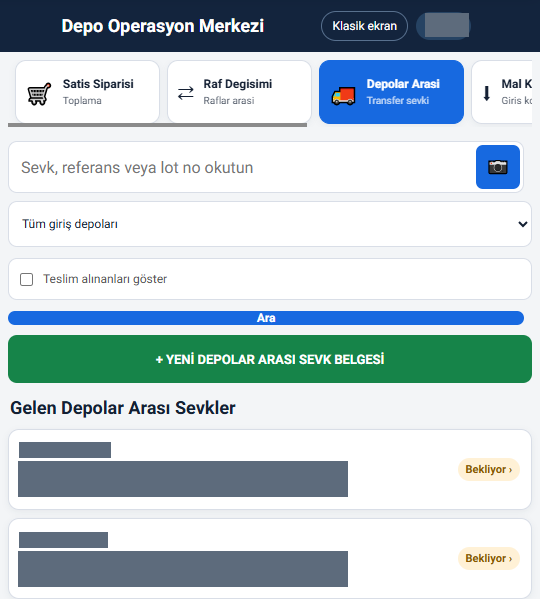 Depo Operasyon Merkezi
Klasik ekran
Satis Siparisi
Toplama
Raf Degisimi
Raflar arasi
Depolar Arasi
Transfer sevki
Mal K
Giris ko
Sevk, referans veya lot no okutun
Tüm giriş depoları
Teslim alınanları göster
Ara
+ YENİ DEPOLAR ARASI SEVK BELGESİ
Gelen Depolar Arası Sevkler
Bekliyor ›
Bekliyor ›